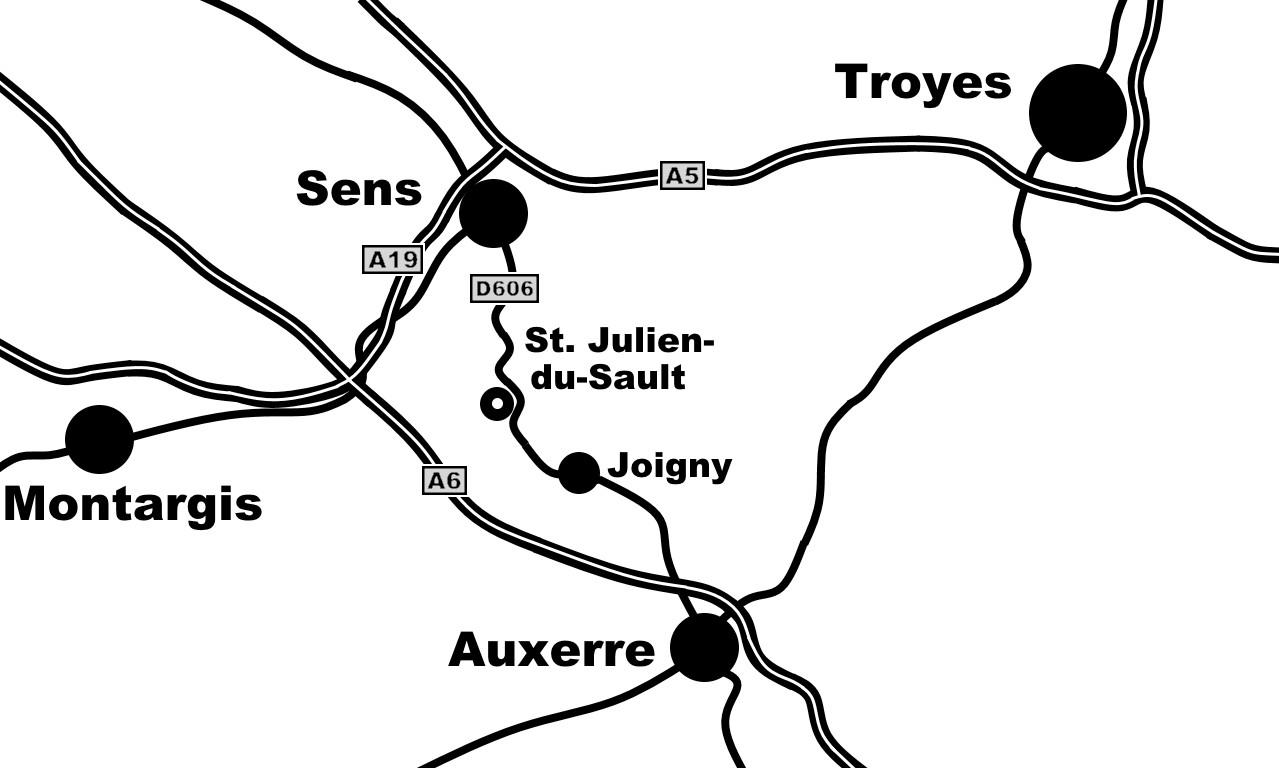 Troyes
A5
Sens
A19
D606
St. Julien-
du-Sault
Joigny
A6
Montargis
Auxerre